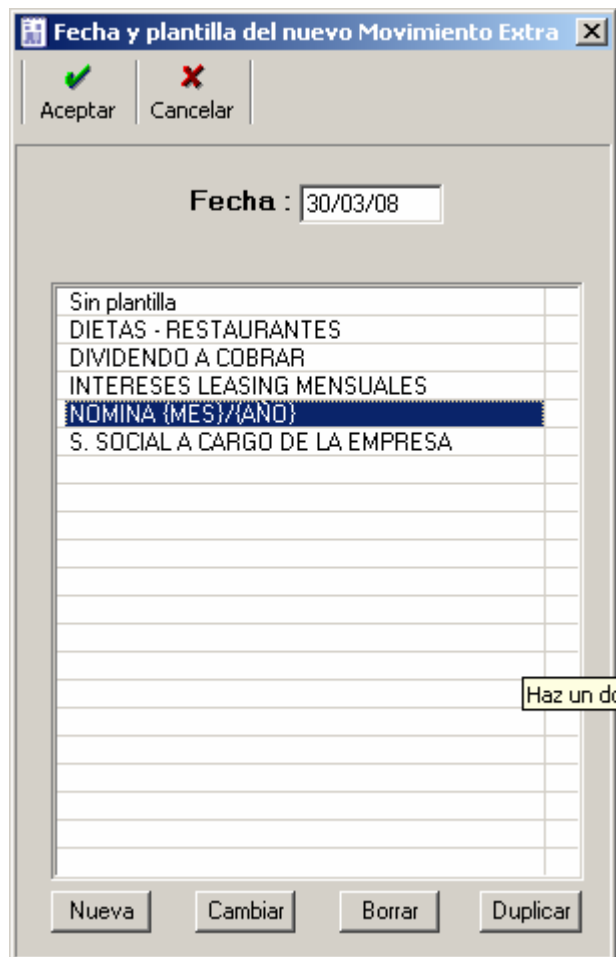 Fecha y plantilla del nuevo Movimiento Extra
Aceptar Cancelar
Fecha : 30/03/08
Sin plantilla
DIETAS - RESTAURANTES
DIVIDENDO A COBRAR
INTERESES LEASING MENSUALES
NOMINA {MES}/{AÑO}
S. SOCIAL A CARGO DE LA EMPRESA
Haz un do
Nueva Cambiar Borrar Duplicar